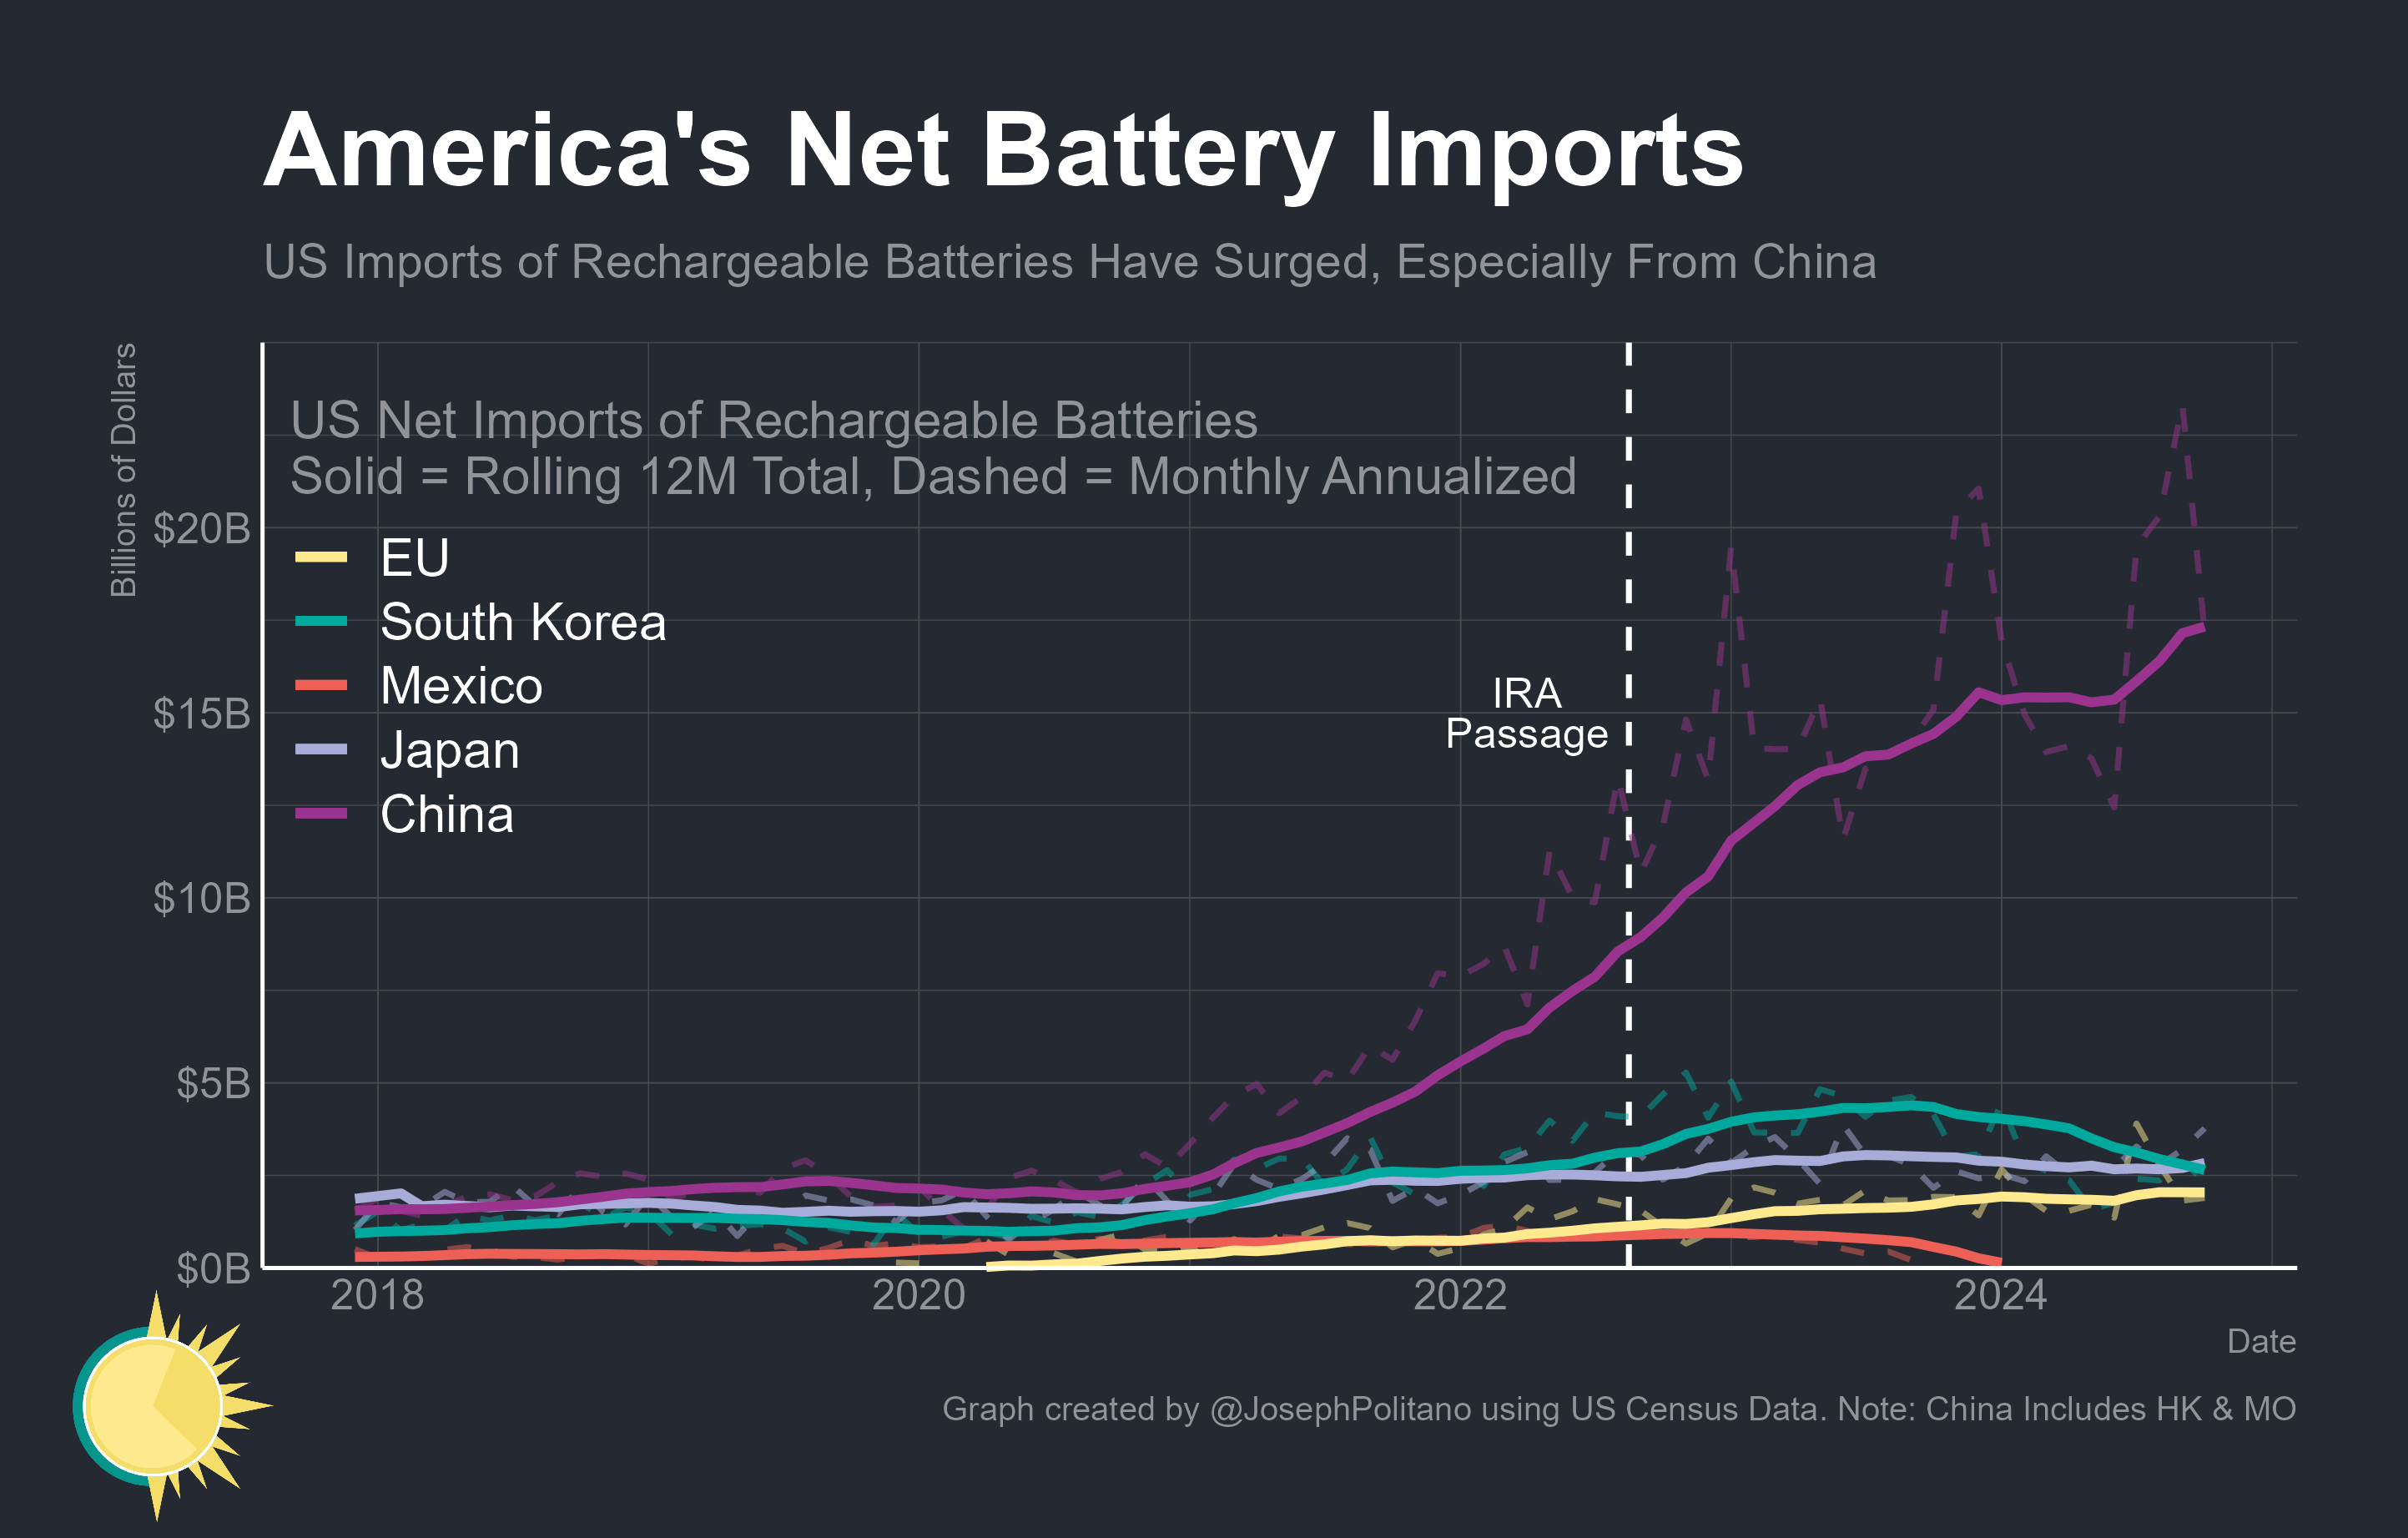 America's Net Battery Imports
US Imports of Rechargeable Batteries Have Surged, Especially From China
Billions of Dollars
US Net Imports of Rechargeable Batteries
Solid = Rolling 12M Total, Dashed = Monthly Annualized
EU
South Korea
Mexico
Japan
China
IRA
Passage
$20B
$15B
$10B
$5B
$0B
2018
2020
2022
2024
Date
Graph created by @JosephPolitano using US Census Data. Note: China Includes HK & MO